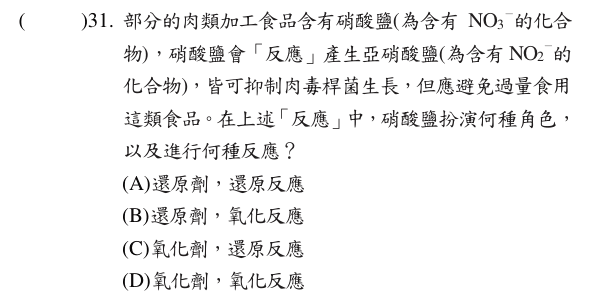 (　　)31. 部分的肉類加工食品含有硝酸鹽(為含有 NO₃⁻的化合
物)，硝酸鹽會「反應」產生亞硝酸鹽(為含有 NO₂⁻的
化合物)，皆可抑制肉毒桿菌生長，但應避免過量食用
這類食品。在上述「反應」中，硝酸鹽扮演何種角色，
以及進行何種反應？
(A)還原劑，還原反應
(B)還原劑，氧化反應
(C)氧化劑，還原反應
(D)氧化劑，氧化反應